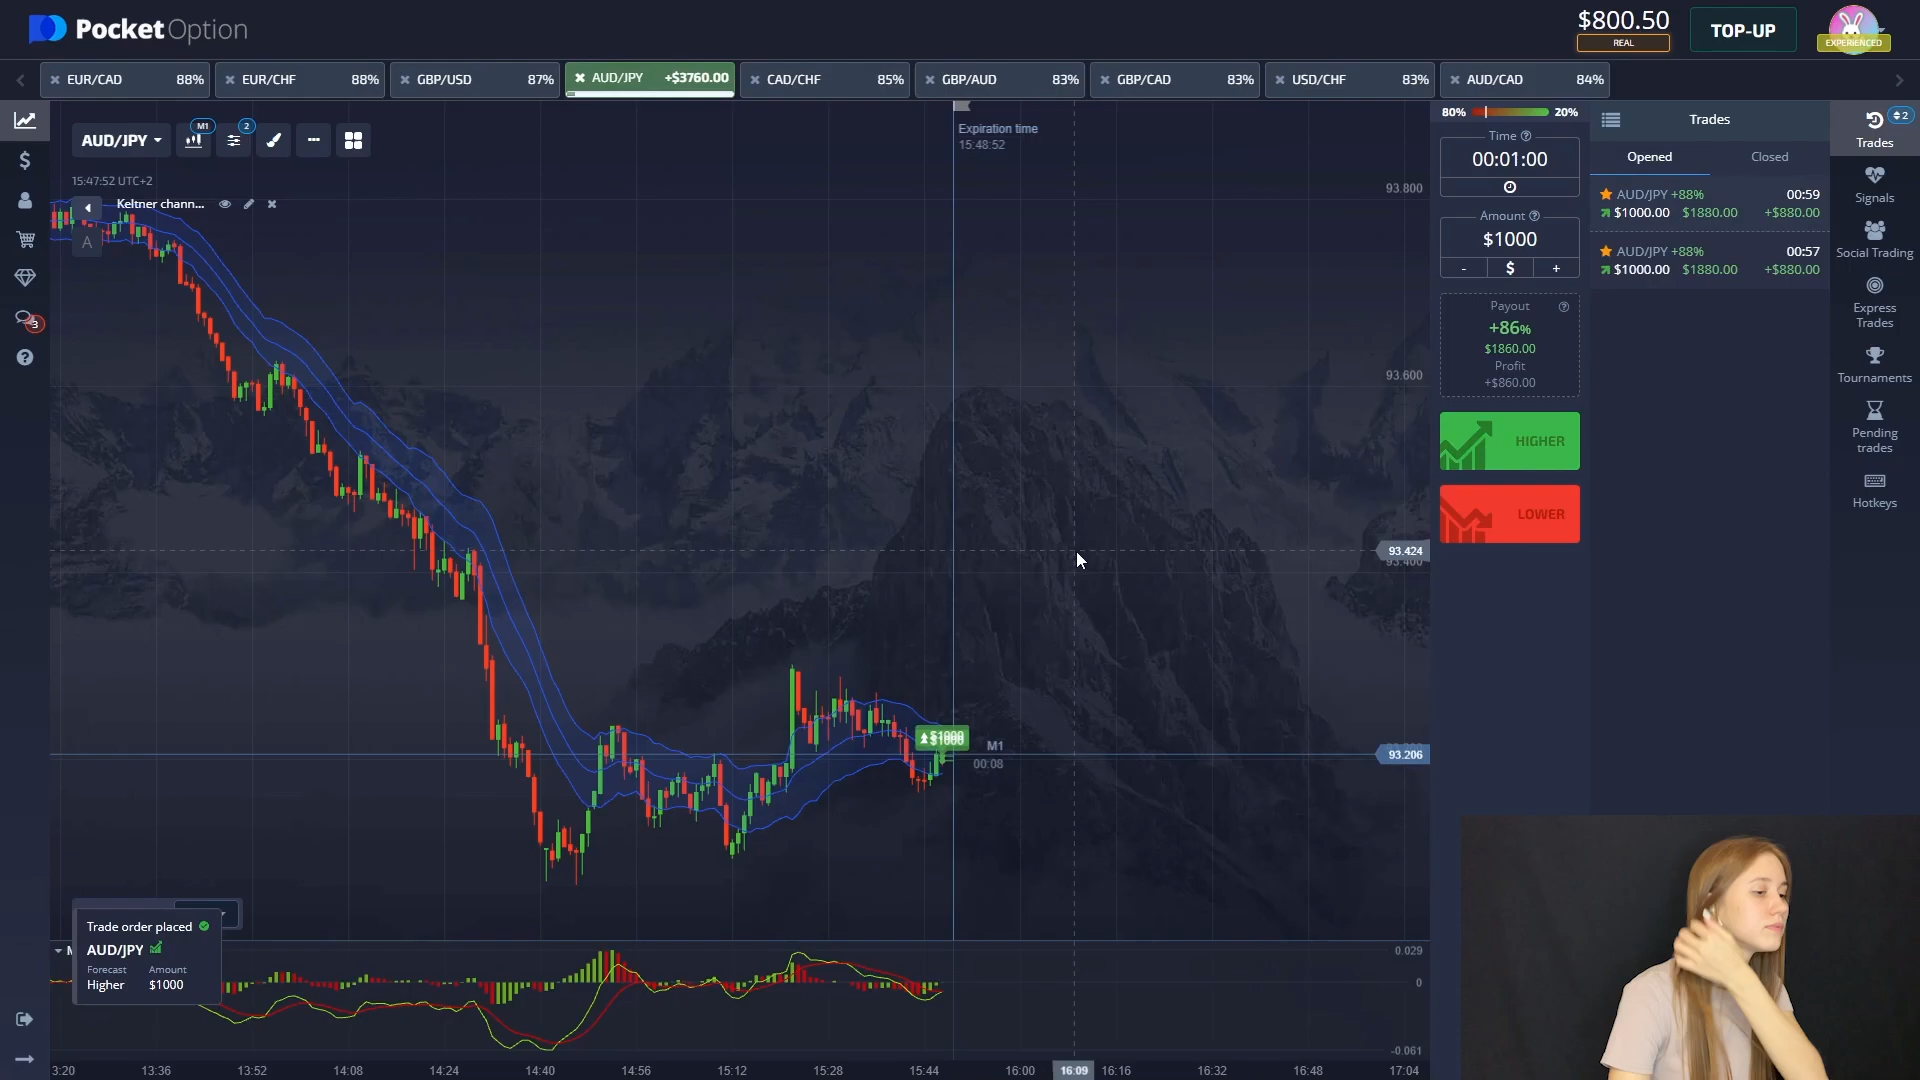 PocketOption
$800.50
REAL
TOP-UP
EXPERIENCED
EUR/CAD 88%
EUR/CHF 88%
GBP/USD 87%
AUD/JPY +$3760.00
CAD/CHF 85%
GBP/AUD 83%
GBP/CAD 83%
USD/CHF 83%
AUD/CAD 84%
AUD/JPY
M1
2
15:47:52 UTC+2
Keltner chann...
A
3
Expiration time
15:48:52
93.800
93.600
93.424
93.400
93.206
M1
00:08
$1000
80% 20%
Time
00:01:00
Amount
$1000
- $ +
Payout
+86%
$1860.00
Profit
+$860.00
HIGHER
LOWER
Trades
Opened Closed
AUD/JPY +88% 00:59
$1000.00 $1880.00 +$880.00
AUD/JPY +88% 00:57
$1000.00 $1880.00 +$880.00
2
Trades
Signals
Social Trading
Express
Trades
Tournaments
Pending
trades
Hotkeys
Trade order placed
AUD/JPY
Forecast Amount
Higher $1000
0.029
0
-0.061
3:20 13:36 13:52 14:08 14:24 14:40 14:56 15:12 15:28 15:44 16:00 16:09 16:16 16:32 16:48 17:04